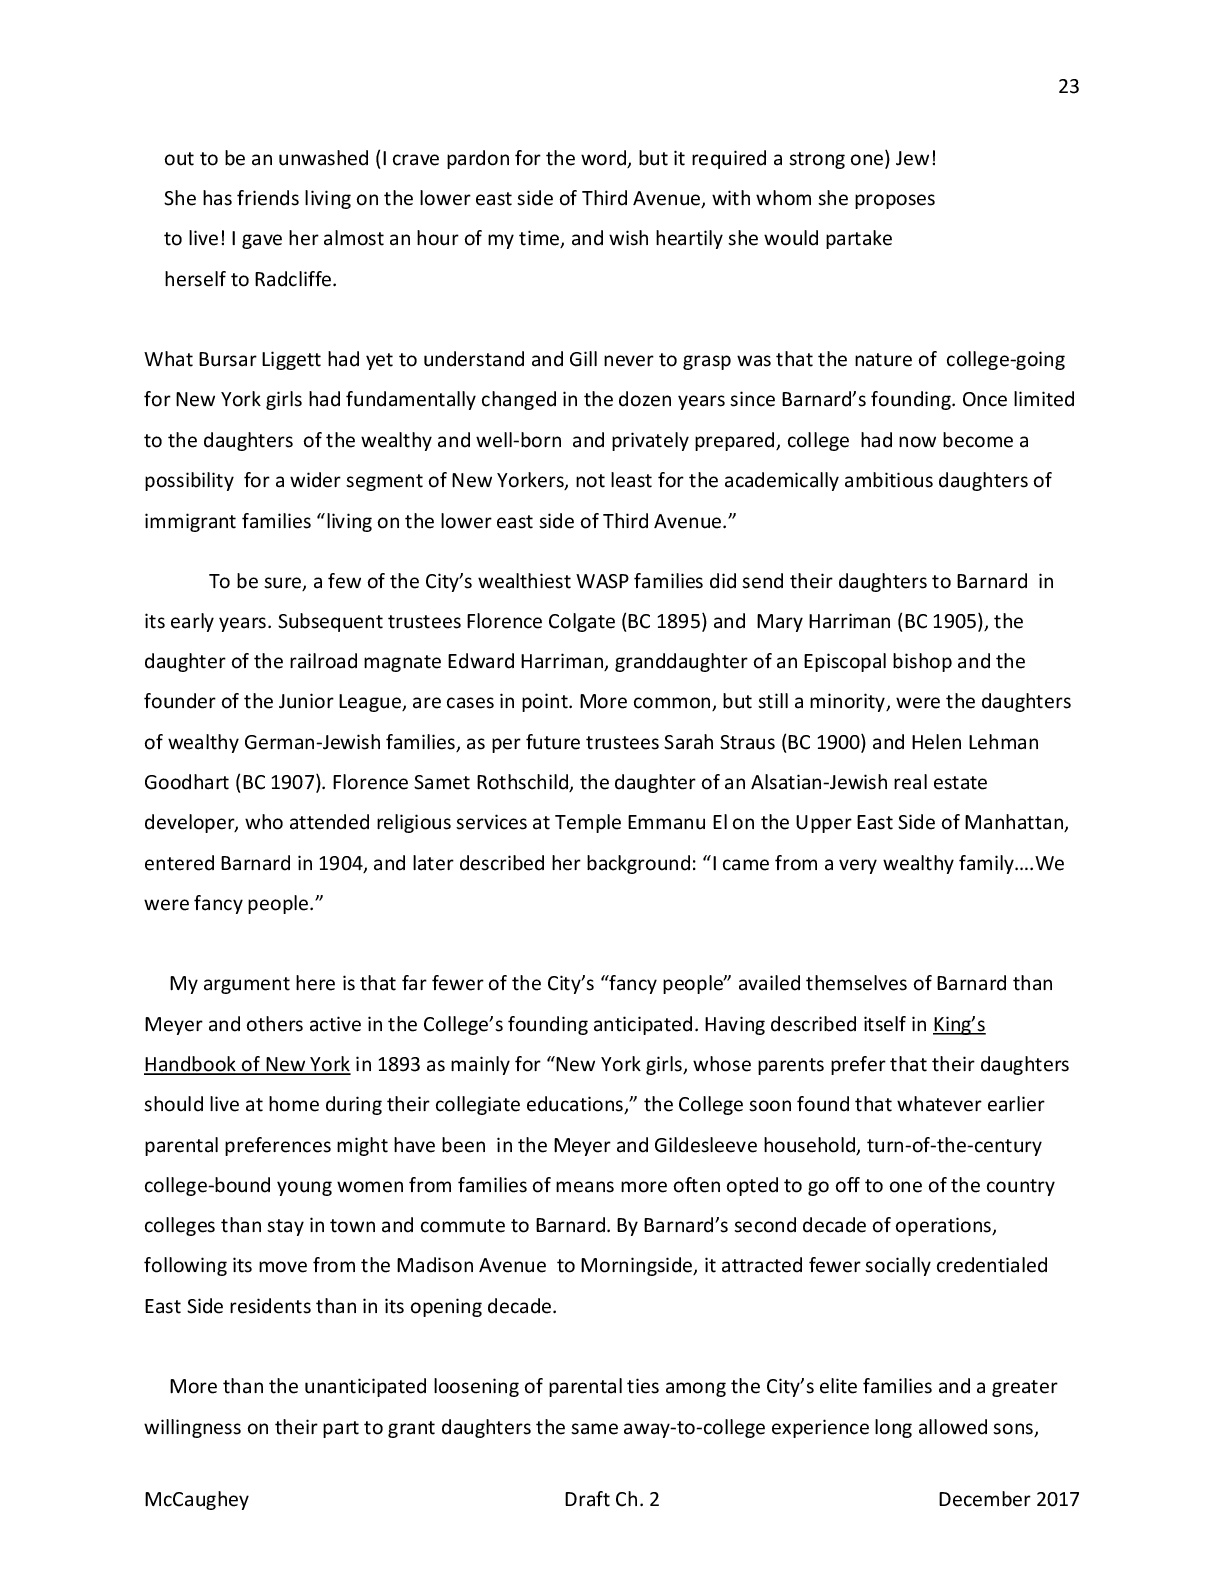 23
out to be an unwashed (I crave pardon for the word, but it required a strong one) Jew!
She has friends living on the lower east side of Third Avenue, with whom she proposes
to live! I gave her almost an hour of my time, and wish heartily she would partake
herself to Radcliffe.
What Bursar Liggett had yet to understand and Gill never to grasp was that the nature of college-going
for New York girls had fundamentally changed in the dozen years since Barnard’s founding. Once limited
to the daughters of the wealthy and well-born and privately prepared, college had now become a
possibility for a wider segment of New Yorkers, not least for the academically ambitious daughters of
immigrant families “living on the lower east side of Third Avenue.”
To be sure, a few of the City’s wealthiest WASP families did send their daughters to Barnard in
its early years. Subsequent trustees Florence Colgate (BC 1895) and Mary Harriman (BC 1905), the
daughter of the railroad magnate Edward Harriman, granddaughter of an Episcopal bishop and the
founder of the Junior League, are cases in point. More common, but still a minority, were the daughters
of wealthy German-Jewish families, as per future trustees Sarah Straus (BC 1900) and Helen Lehman
Goodhart (BC 1907). Florence Samet Rothschild, the daughter of an Alsatian-Jewish real estate
developer, who attended religious services at Temple Emmanu El on the Upper East Side of Manhattan,
entered Barnard in 1904, and later described her background: “I came from a very wealthy family....We
were fancy people.”
My argument here is that far fewer of the City’s “fancy people” availed themselves of Barnard than
Meyer and others active in the College’s founding anticipated. Having described itself in King’s
Handbook of New York in 1893 as mainly for “New York girls, whose parents prefer that their daughters
should live at home during their collegiate educations,” the College soon found that whatever earlier
parental preferences might have been in the Meyer and Gildesleeve household, turn-of-the-century
college-bound young women from families of means more often opted to go off to one of the country
colleges than stay in town and commute to Barnard. By Barnard’s second decade of operations,
following its move from the Madison Avenue to Morningside, it attracted fewer socially credentialed
East Side residents than in its opening decade.
More than the unanticipated loosening of parental ties among the City’s elite families and a greater
willingness on their part to grant daughters the same away-to-college experience long allowed sons,
McCaughey Draft Ch. 2 December 2017